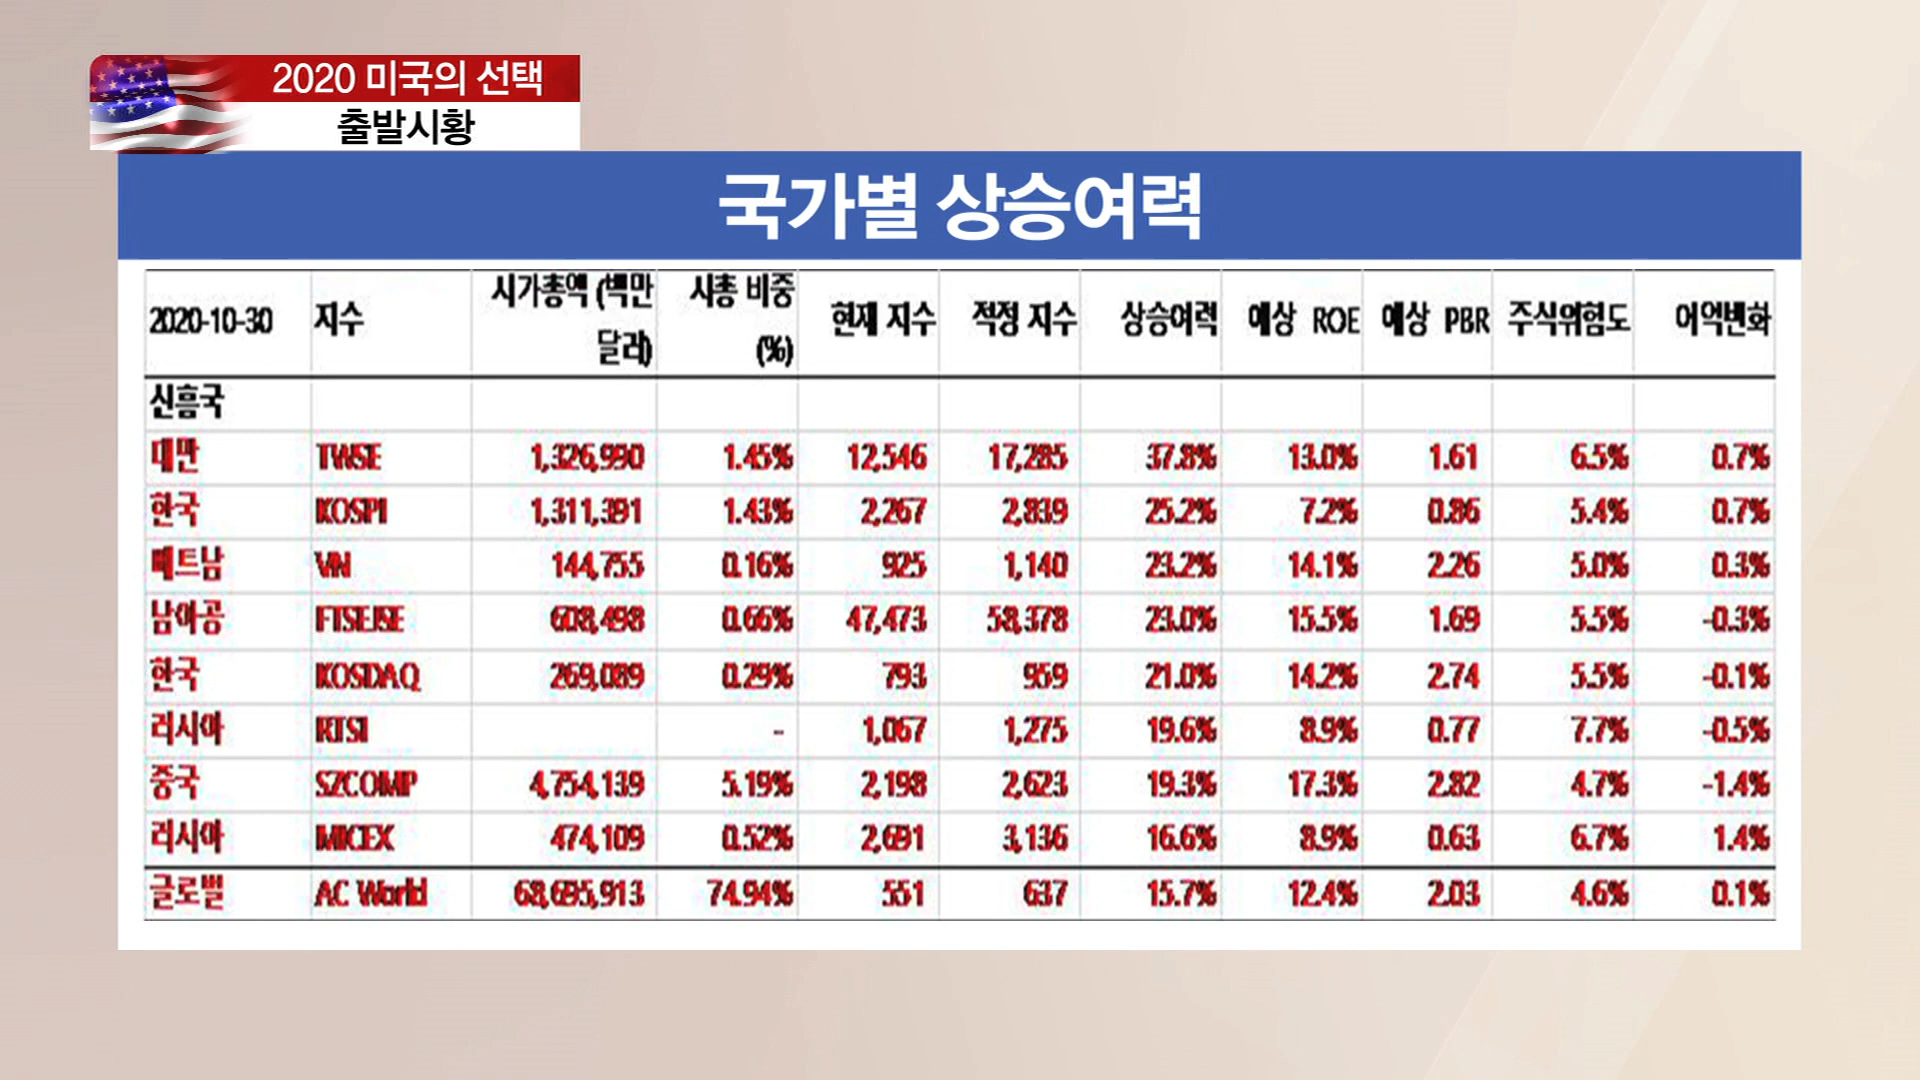 2020 미국의 선택
출발시황
국가별 상승여력
2020-10-30 지수 시가총액 (백만 달러) 시총 비중 (%) 현재 지수 적정 지수 상승여력 예상 ROE 예상 PBR 주식위험도 이익변화
신흥국
대만 TWSE 1,326,990 1.45% 12,546 17,285 37.8% 13.0% 1.61 6.5% 0.7%
한국 KOSPI 1,311,391 1.43% 2,267 2,839 25.2% 7.2% 0.86 5.4% 0.7%
베트남 VN 144,755 0.16% 925 1,140 23.2% 14.1% 2.26 5.0% 0.3%
남아공 FTSEJSE 608,498 0.66% 47,473 58,378 23.0% 15.5% 1.69 5.5% -0.3%
한국 KOSDAQ 269,089 0.29% 793 959 21.0% 14.2% 2.74 5.5% -0.1%
러시아 RTSI - 1,067 1,275 19.6% 8.9% 0.77 7.7% -0.5%
중국 SZCOMP 4,754,139 5.19% 2,198 2,623 19.3% 17.3% 2.82 4.7% -1.4%
러시아 MICEX 474,109 0.52% 2,691 3,136 16.6% 8.9% 0.63 6.7% 1.4%
글로벌 AC World 68,695,913 74.94% 551 637 15.7% 12.4% 2.03 4.6% 0.1%